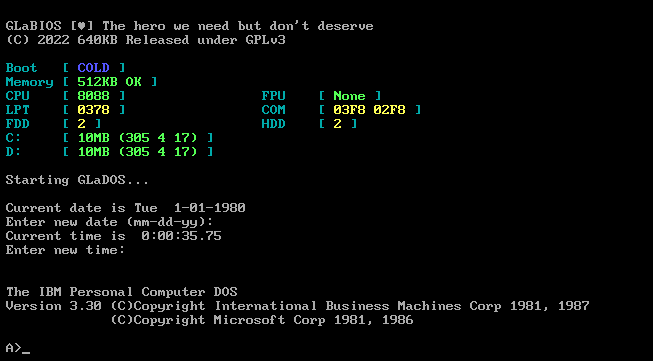 GLaBIOS [♥] The hero we need but don't deserve
(C) 2022 640KB Released under GPLv3
Boot [ COLD ]
Memory [ 512KB OK ]
CPU [ 8088 ] FPU [ None ]
LPT [ 0378 ] COM [ 03F8 02F8 ]
FDD [ 2 ] HDD [ 2 ]
C: [ 10MB (305 4 17) ]
D: [ 10MB (305 4 17) ]
Starting GLaDOS...
Current date is Tue 1-01-1980
Enter new date (mm-dd-yy):
Current time is 0:00:35.75
Enter new time:
The IBM Personal Computer DOS
Version 3.30 (C)Copyright International Business Machines Corp 1981, 1987
(C)Copyright Microsoft Corp 1981, 1986
A>_